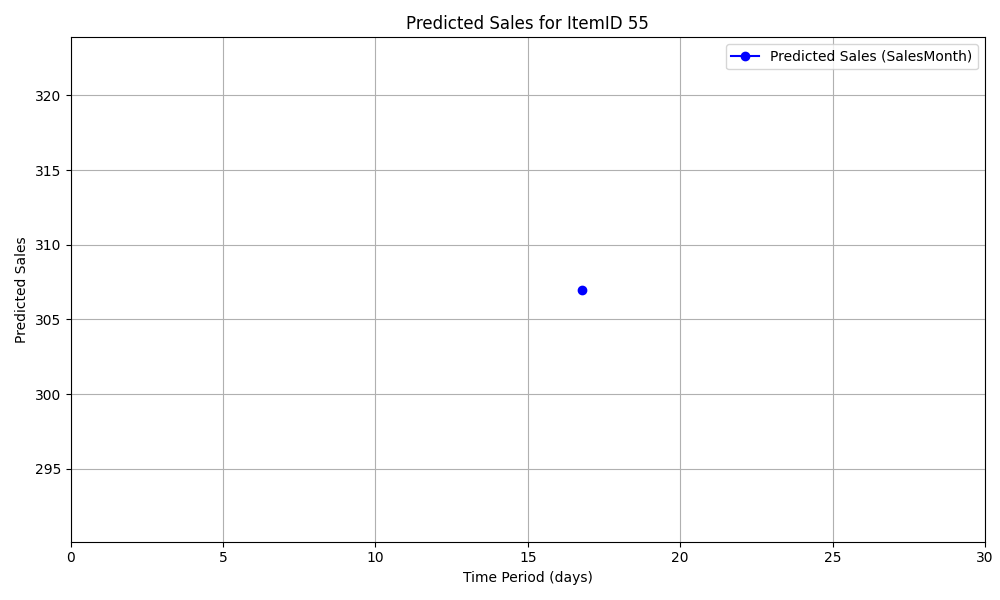 Predicted Sales for ItemID 55
Predicted Sales (SalesMonth)
Predicted Sales
320
315
310
305
300
295
0 5 10 15 20 25 30
Time Period (days)